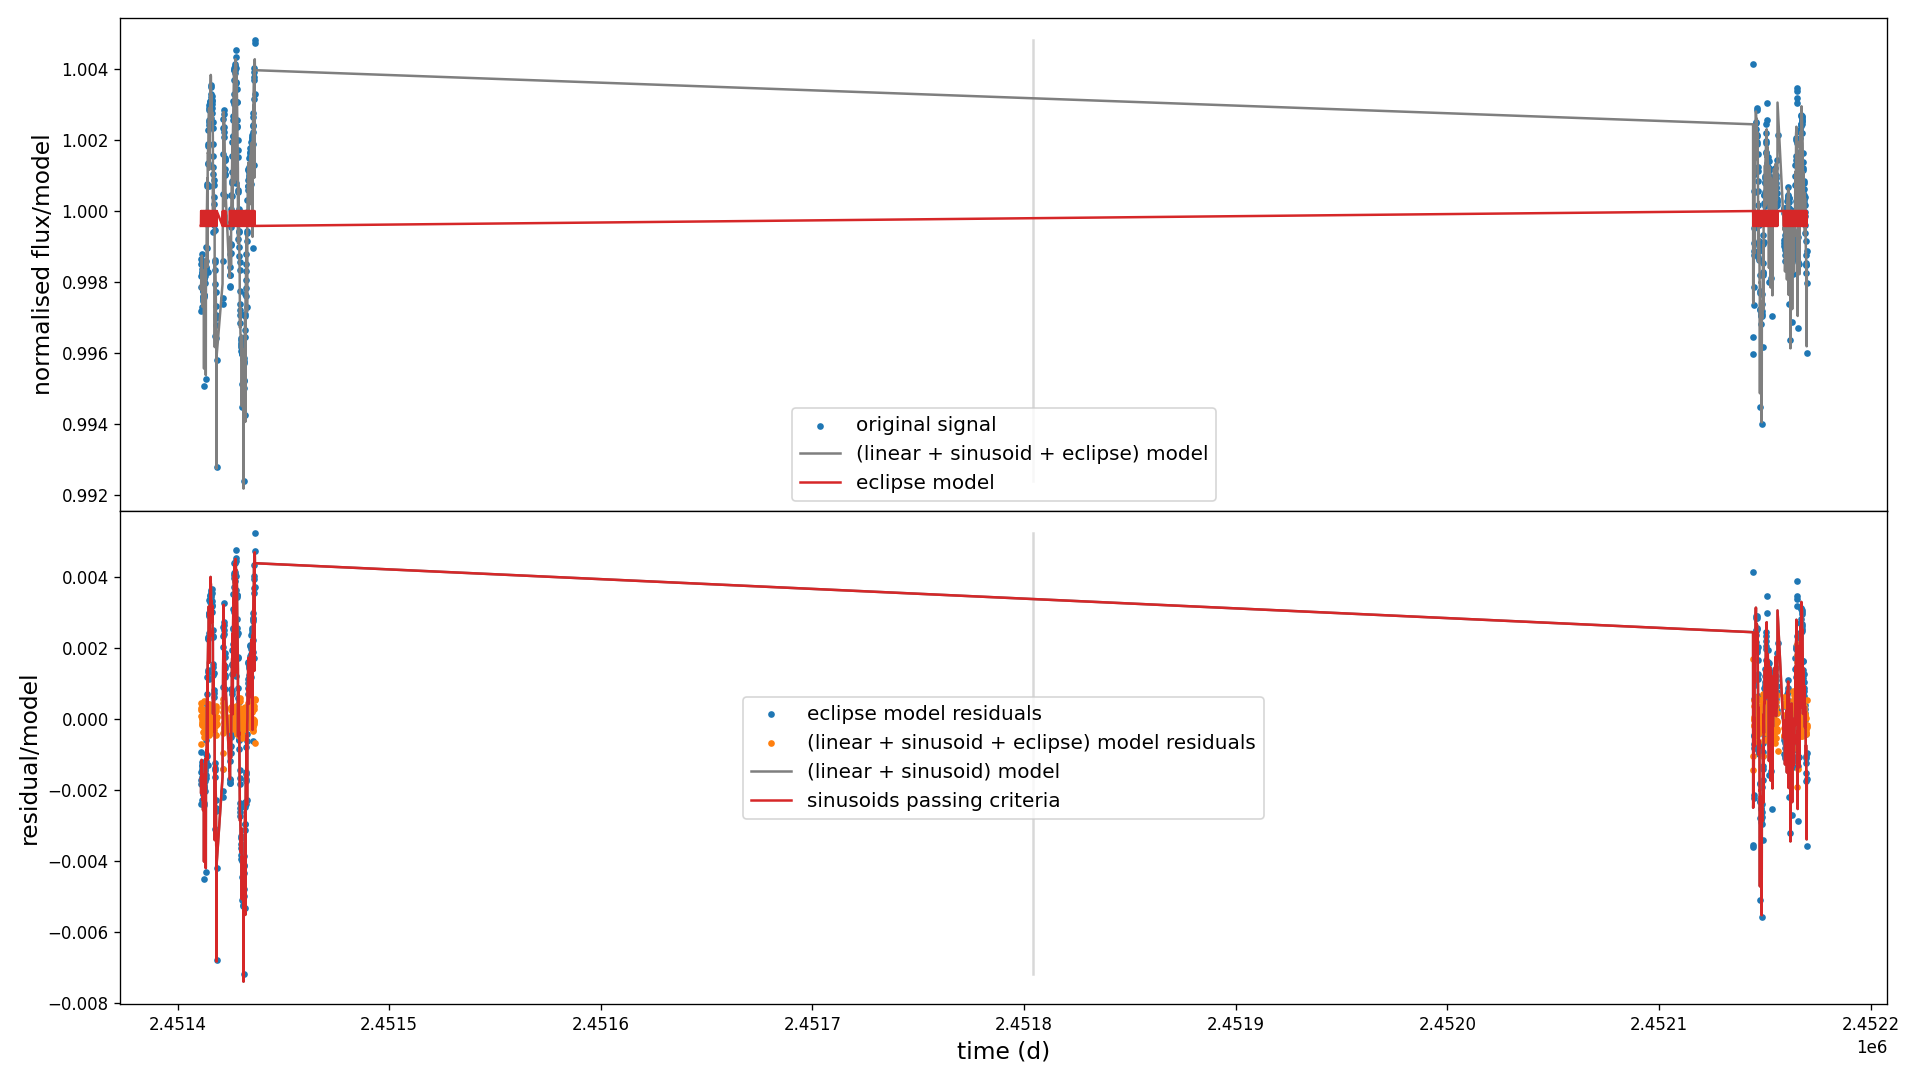 normalised flux/model
1.004
1.002
1.000
0.998
0.996
0.994
0.992
original signal
(linear + sinusoid + eclipse) model
eclipse model
residual/model
0.004
0.002
0.000
−0.002
−0.004
−0.006
−0.008
eclipse model residuals
(linear + sinusoid + eclipse) model residuals
(linear + sinusoid) model
sinusoids passing criteria
2.4514 2.4515 2.4516 2.4517 2.4518 2.4519 2.4520 2.4521 2.4522
1e6
time (d)